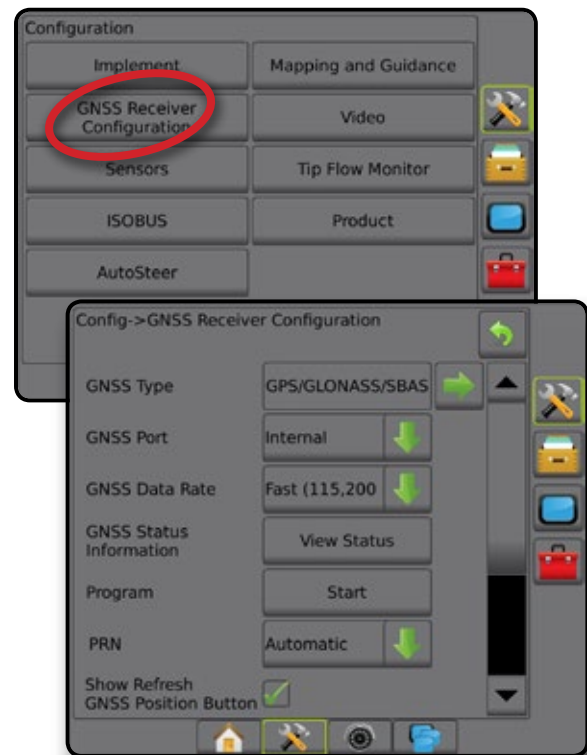 Configuration
Implement
Mapping and Guidance
GNSS Receiver
Configuration
Video
Sensors
Tip Flow Monitor
ISOBUS
Product
AutoSteer
Config->GNSS Receiver Configuration
GNSS Type
GPS/GLONASS/SBAS
GNSS Port
Internal
GNSS Data Rate
Fast (115,200
GNSS Status
Information
View Status
Program
Start
PRN
Automatic
Show Refresh
GNSS Position Button